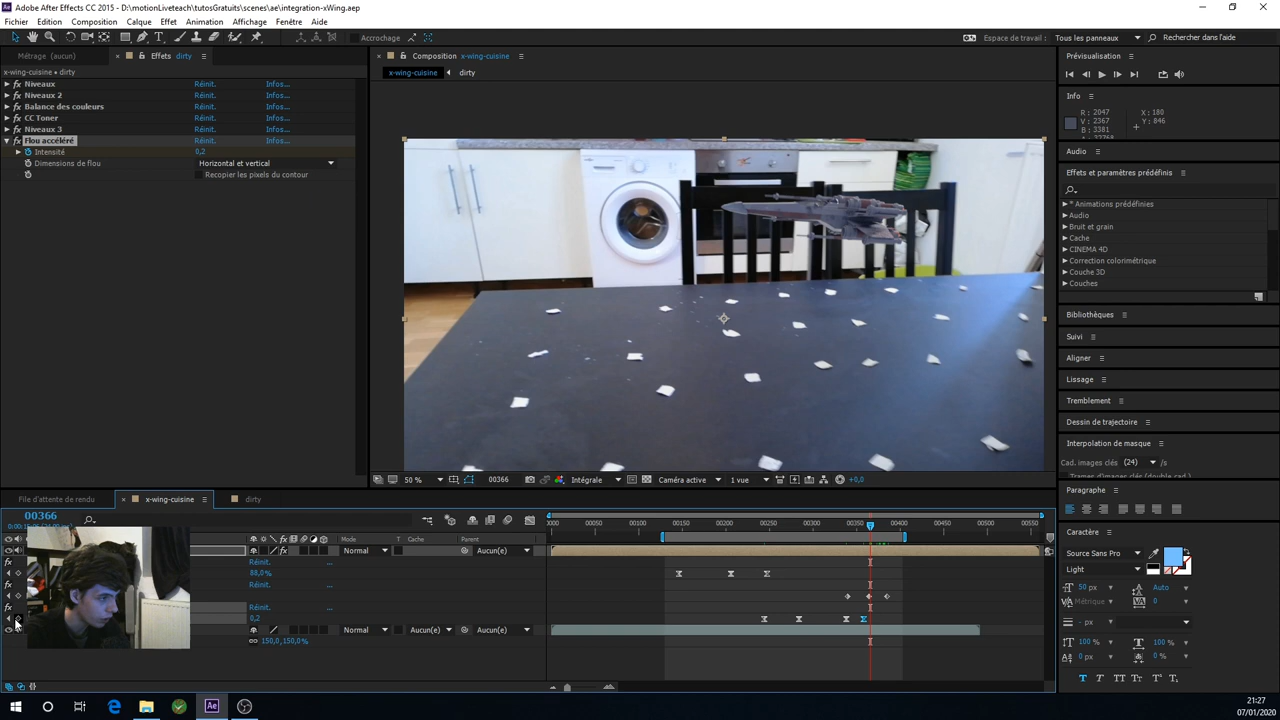 Adobe After Effects CC 2015 - D:\motionLiveteach\tutosGratuits\scenes\ae\integration-xWing.aep
Fichier Edition Composition Calque Effet Animation Affichage Fenêtre Aide
Accrochage Espace de travail : Tous les panneaux Rechercher dans l'aide
Métrage (aucun) Effets dirty Composition x-wing-cuisine Prévisualisation
x-wing-cuisine • dirty x-wing-cuisine dirty
Niveaux Réinit. Infos...
Niveaux 2 Réinit. Infos...
Balance des couleurs Réinit. Infos...
CC Toner Réinit. Infos...
Niveaux 3 Réinit. Infos...
Flou accéléré Réinit. Infos...
Intensité 0,2
Dimensions de flou Horizontal et vertical
Recopier les pixels du contour
Info
R : 2047 X : 180
V : 2367 Y : 846
B : 3381
Audio
Effets et paramètres prédéfinis
* Animations prédéfinies
Audio
Bruit et grain
Cache
CINEMA 4D
Correction colorimétrique
Couche 3D
Couches
Bibliothèques
Suivi
Aligner
Lissage
Tremblement
Dessin de trajectoire
Interpolation de masque
Cad. images clés (24) /s
50 % 00366 Intégrale Caméra active 1 vue +0,0
File d'attente de rendu x-wing-cuisine dirty
00366
0000 00050 00100 00150 00200 00250 00300 00350 00400 00450 00500 00550
Mode T Cache Parent
Normal Aucun(e)
Réinit. ...
88,0%
Réinit. ...
Réinit. ...
0,2
Normal Aucun(e) Aucun(e)
150,0,150,0%
Paragraphe
Caractère
Source Sans Pro
Light
50 px Auto
Métrique 0
- px
100 % 100 %
0 px 0 %
T T TT Tr T¹ T₁
21:27
07/01/2020